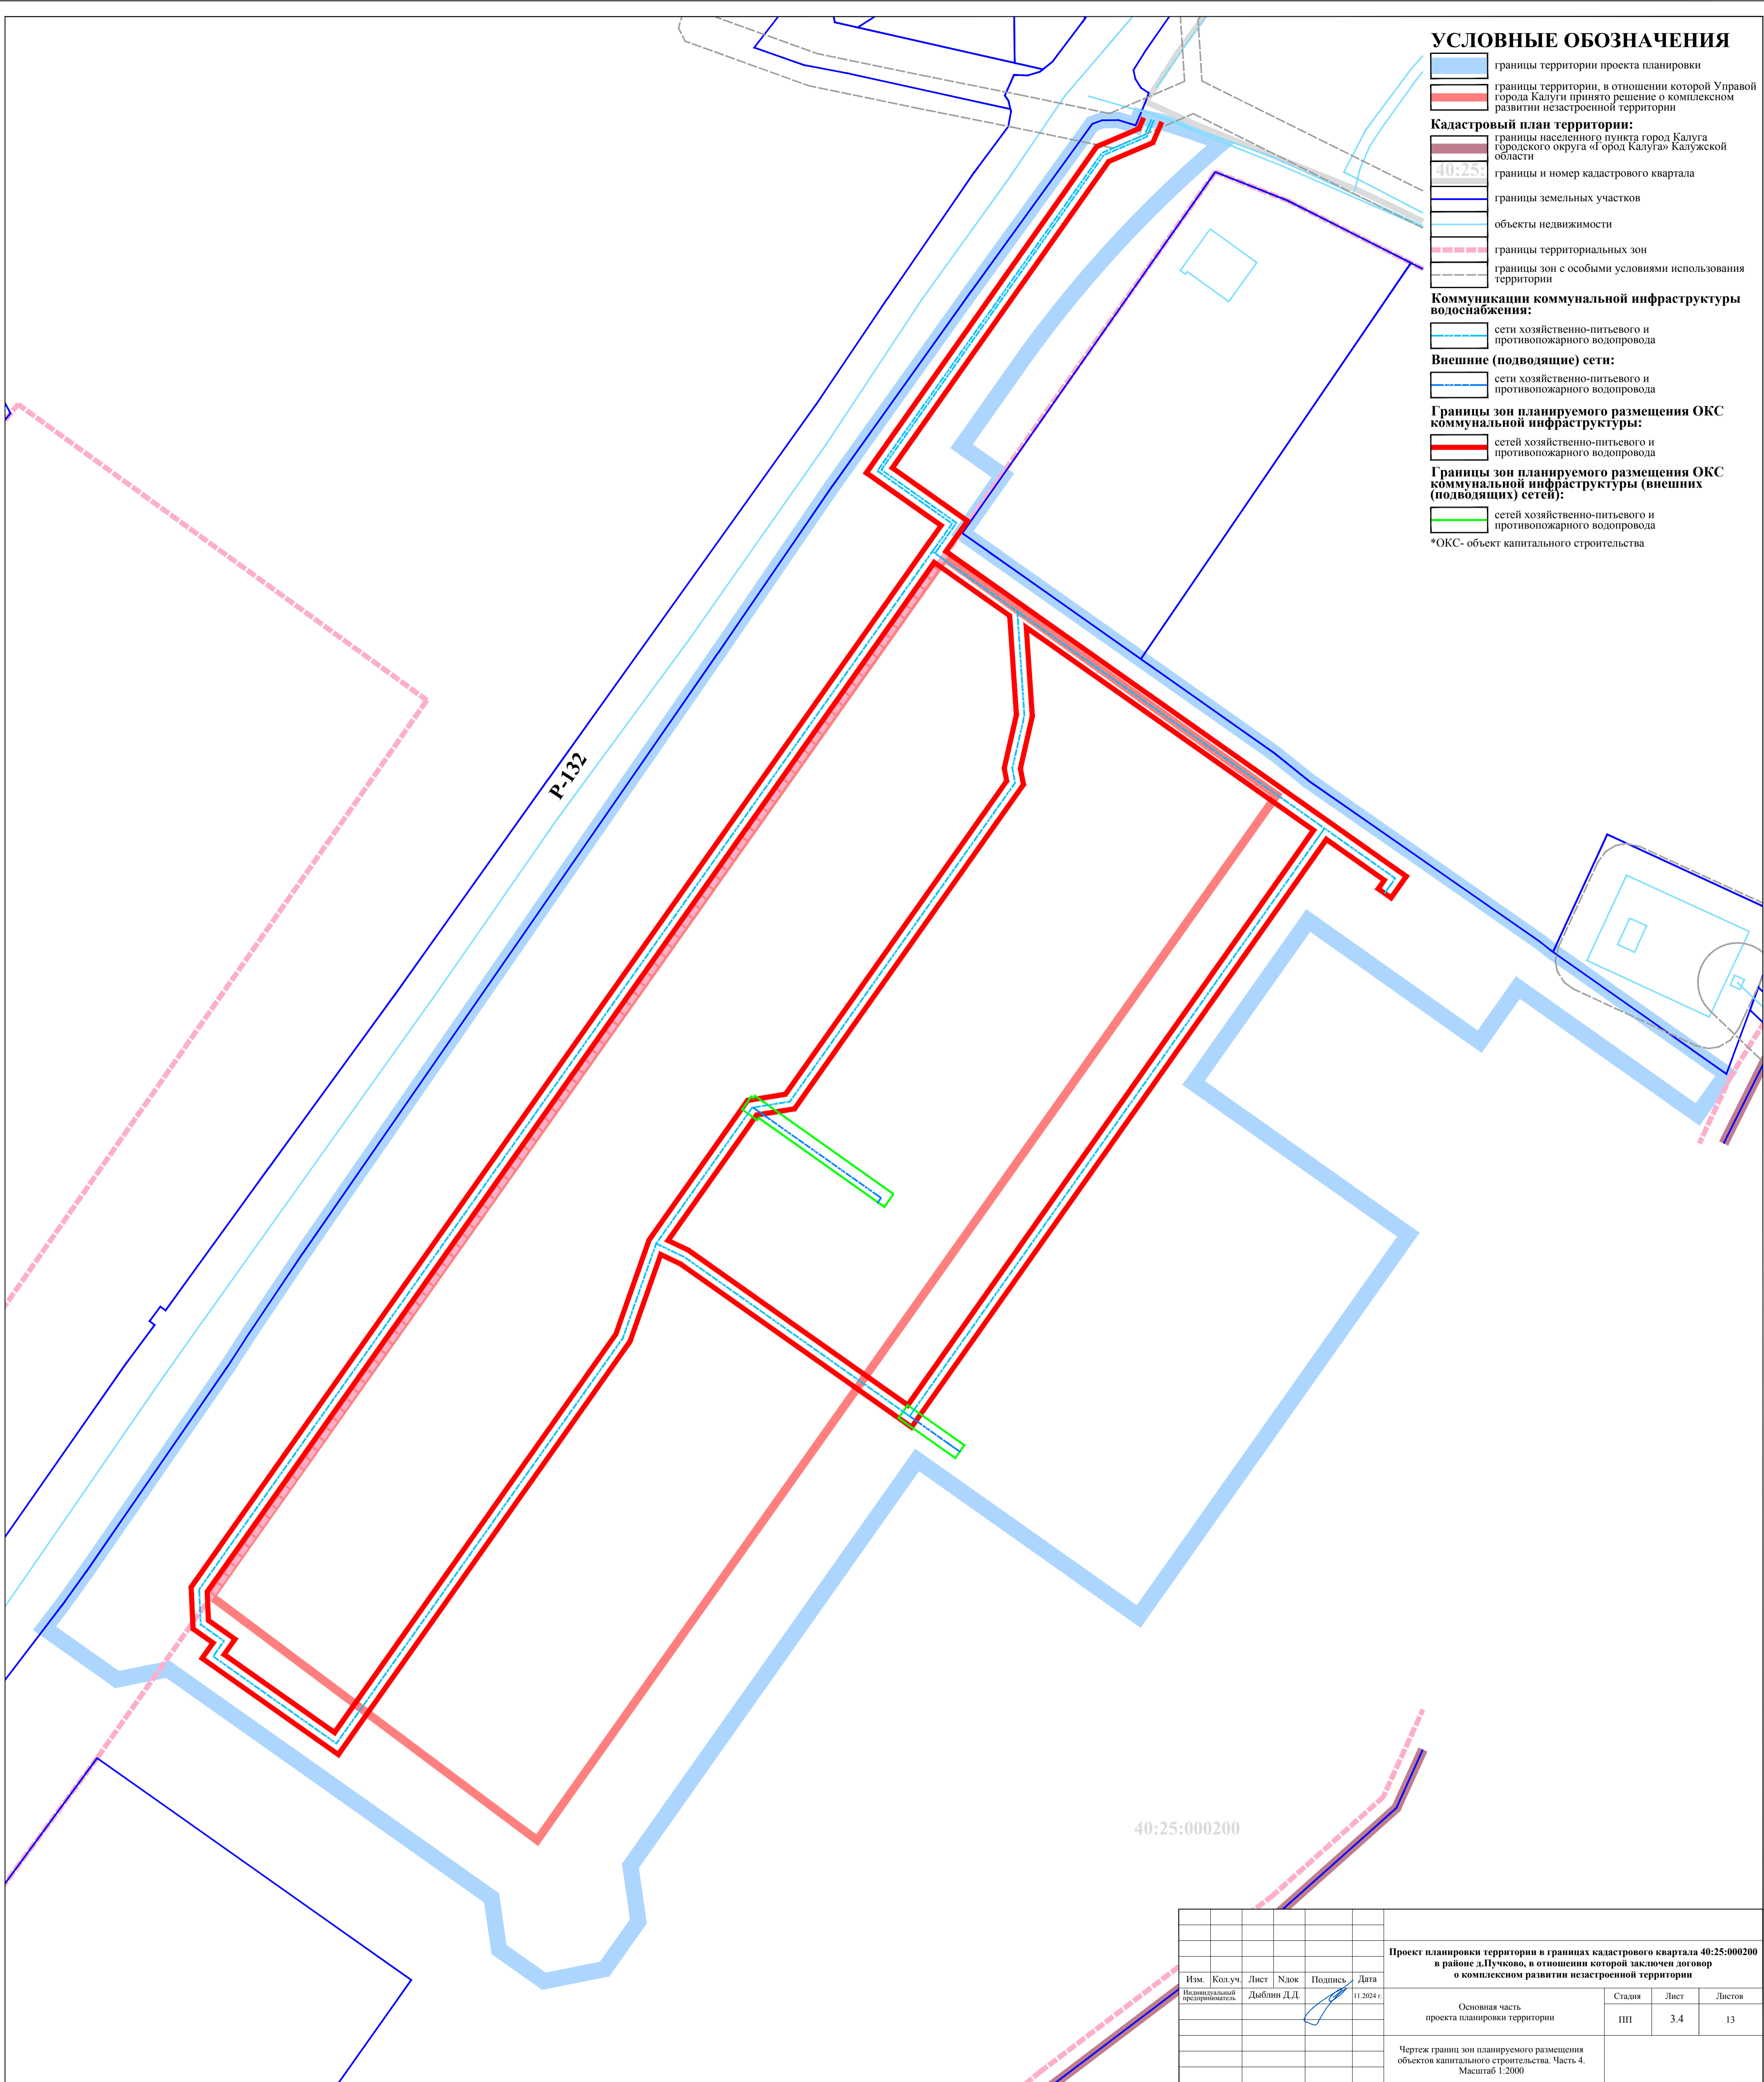 УСЛОВНЫЕ ОБОЗНАЧЕНИЯ
границы территории проекта планировки
границы территории, в отношении которой Управой
города Калуги принято решение о комплексном
развитии незастроенной территории
Кадастровый план территории:
границы населенного пункта город Калуга
городского округа «Город Калуга» Калужской
области
40:25:
границы и номер кадастрового квартала
границы земельных участков
объекты недвижимости
границы территориальных зон
границы зон с особыми условиями использования
территории
Коммуникации коммунальной инфраструктуры
водоснабжения:
сети хозяйственно-питьевого и
противопожарного водопровода
Внешние (подводящие) сети:
сети хозяйственно-питьевого и
противопожарного водопровода
Границы зон планируемого размещения ОКС
коммунальной инфраструктуры:
сетей хозяйственно-питьевого и
противопожарного водопровода
Границы зон планируемого размещения ОКС
коммунальной инфраструктуры (внешних
(подводящих) сетей):
сетей хозяйственно-питьевого и
противопожарного водопровода
*ОКС- объект капитального строительства
Р-132
40:25:000200
Проект планировки территории в границах кадастрового квартала 40:25:000200
в районе д.Пучково, в отношении которой заключен договор
о комплексном развитии незастроенной территории
Изм. Кол.уч. Лист Nдок Подпись Дата
Индивидуальный
предприниматель
Дыблин Д.Д.
11.2024 г.
Основная часть
проекта планировки территории
Стадия Лист Листов
ПП 3.4 13
Чертеж границ зон планируемого размещения
объектов капитального строительства. Часть 4.
Масштаб 1:2000